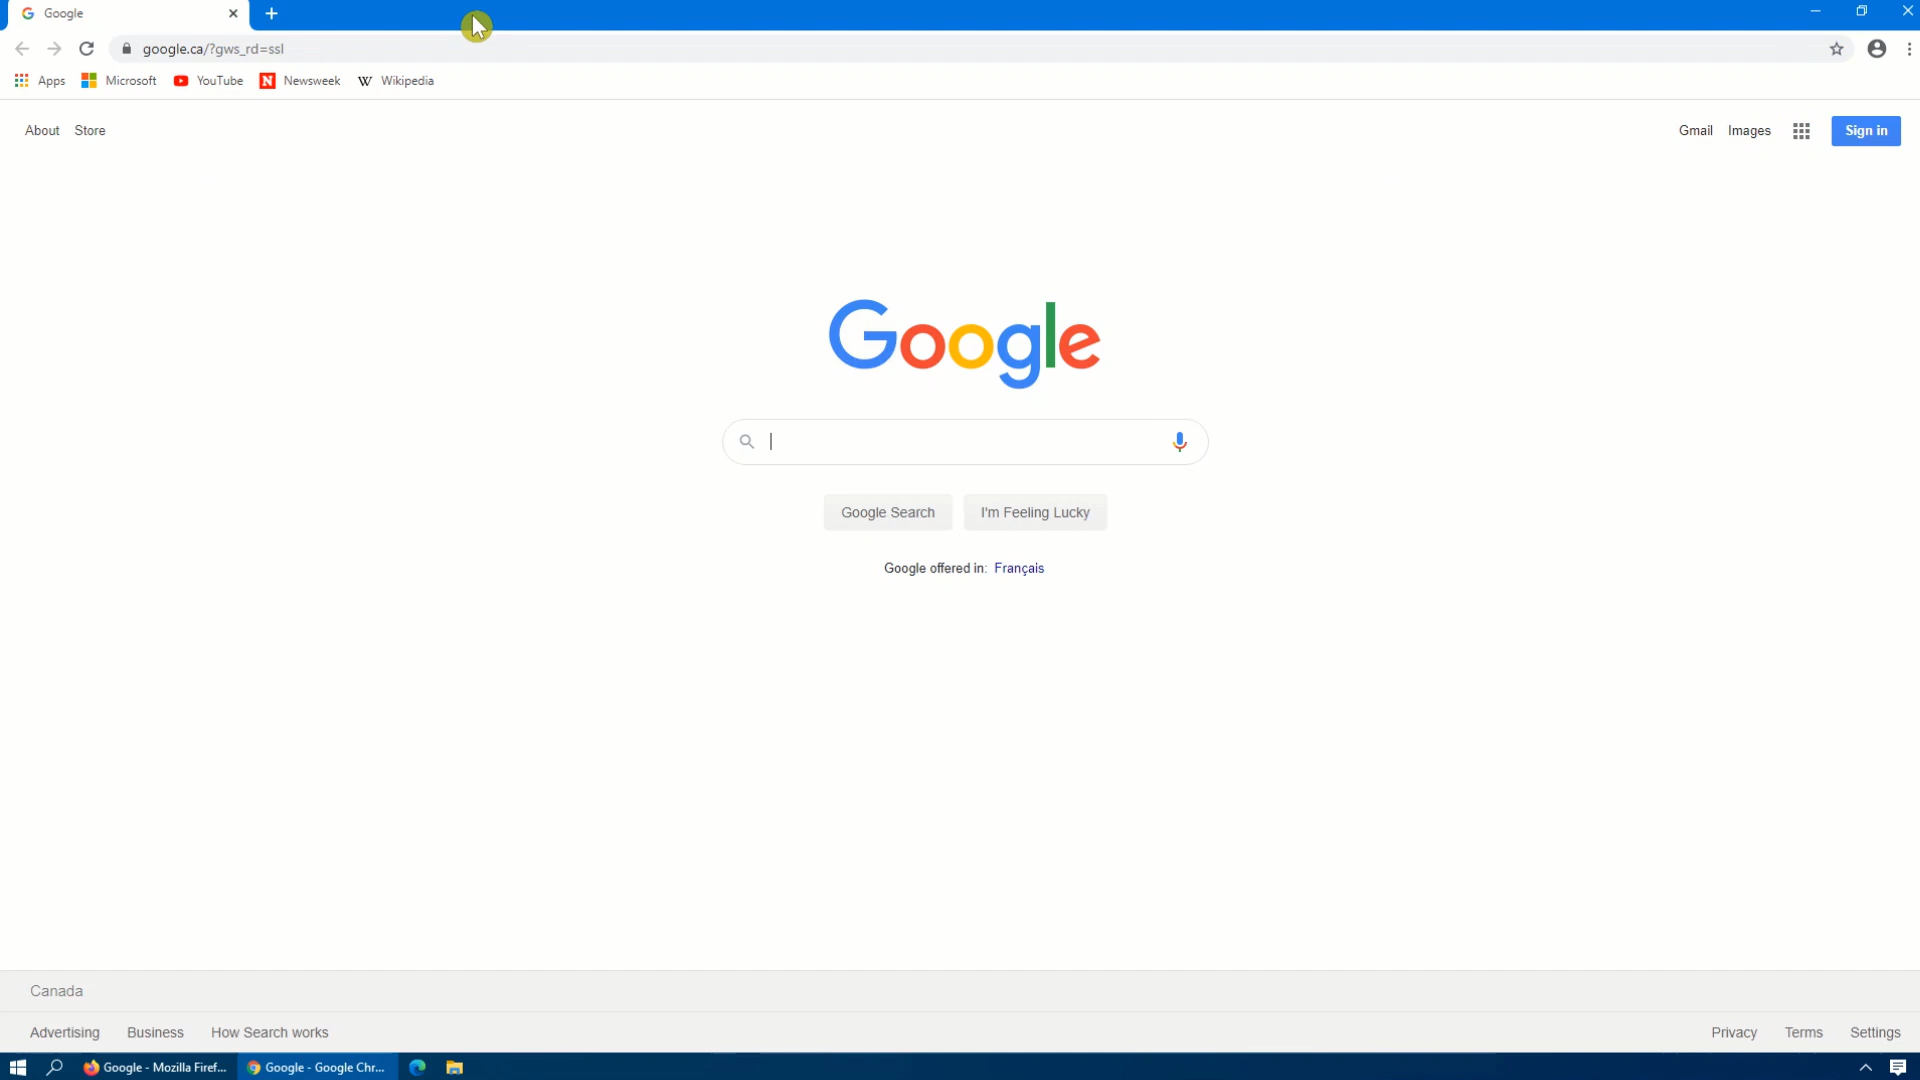 Google
google.ca/?gws_rd=ssl
Apps Microsoft YouTube N Newsweek W Wikipedia
About Store Gmail Images Sign in
Google
Google Search I'm Feeling Lucky
Google offered in: Français
Canada
Advertising Business How Search works Privacy Terms Settings
Google - Mozilla Firef... Google - Google Chr...